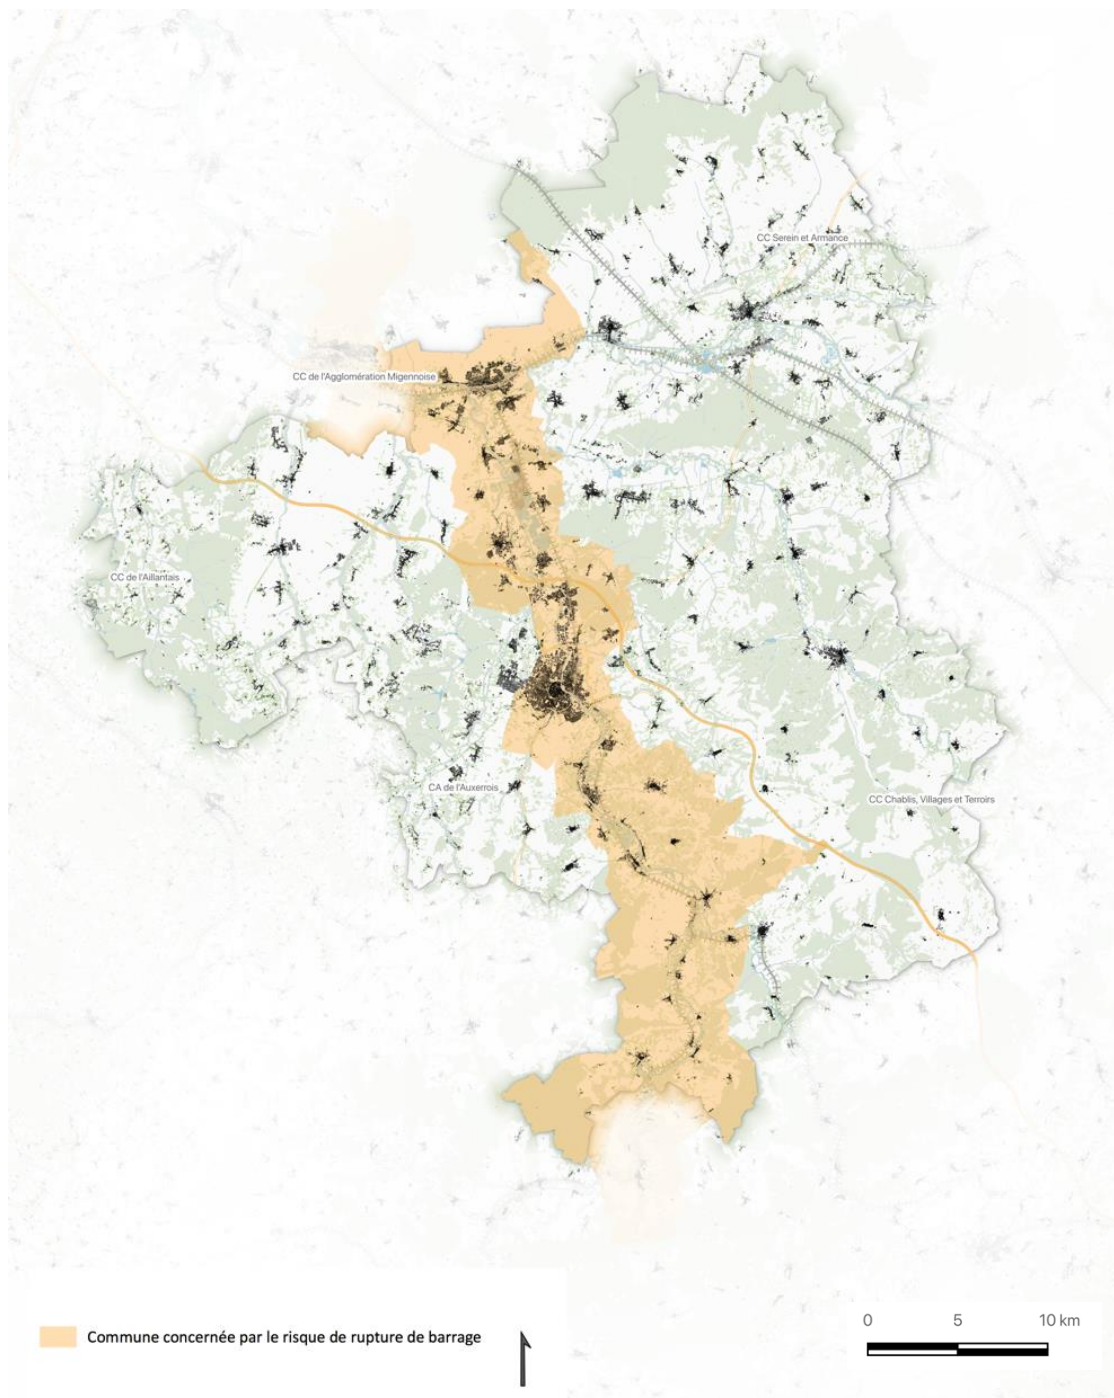 CC Serein et Armance
CC de l'Agglomération Migennoise
CC de l'Aillantais
CA de l'Auxerrois
CC Chablis, Villages et Terroirs
Commune concernée par le risque de rupture de barrage
0 5 10 km